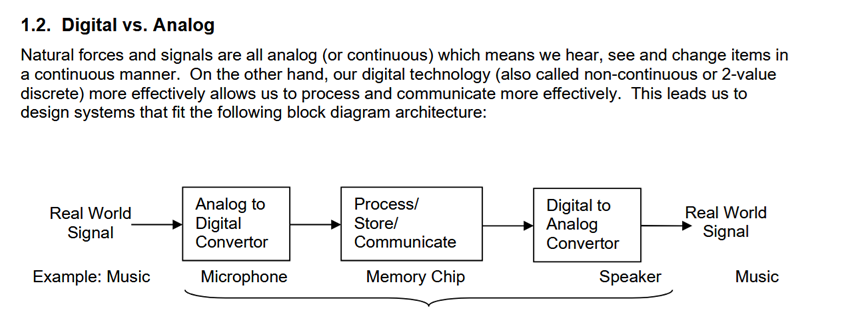 1.2. Digital vs. Analog
Natural forces and signals are all analog (or continuous) which means we hear, see and change items in
a continuous manner. On the other hand, our digital technology (also called non-continuous or 2-value
discrete) more effectively allows us to process and communicate more effectively. This leads us to
design systems that fit the following block diagram architecture:
Real World
Signal
Analog to
Digital
Convertor
Process/
Store/
Communicate
Digital to
Analog
Convertor
Real World
Signal
Example: Music Microphone Memory Chip Speaker Music